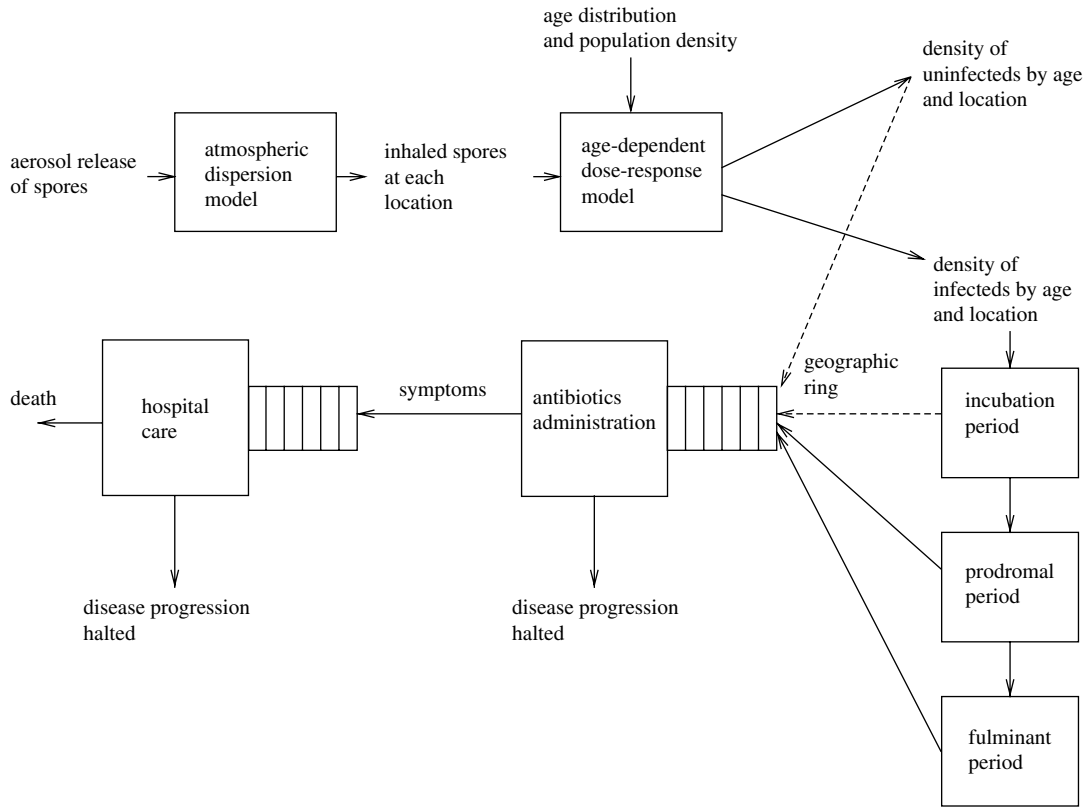 age distribution
and population density
density of
uninfecteds by age
and location
aerosol release
of spores
atmospheric
dispersion
model
inhaled spores
at each
location
age-dependent
dose-response
model
density of
infecteds by age
and location
death
hospital
care
symptoms
antibiotics
administration
geographic
ring
incubation
period
disease progression
halted
disease progression
halted
prodromal
period
fulminant
period